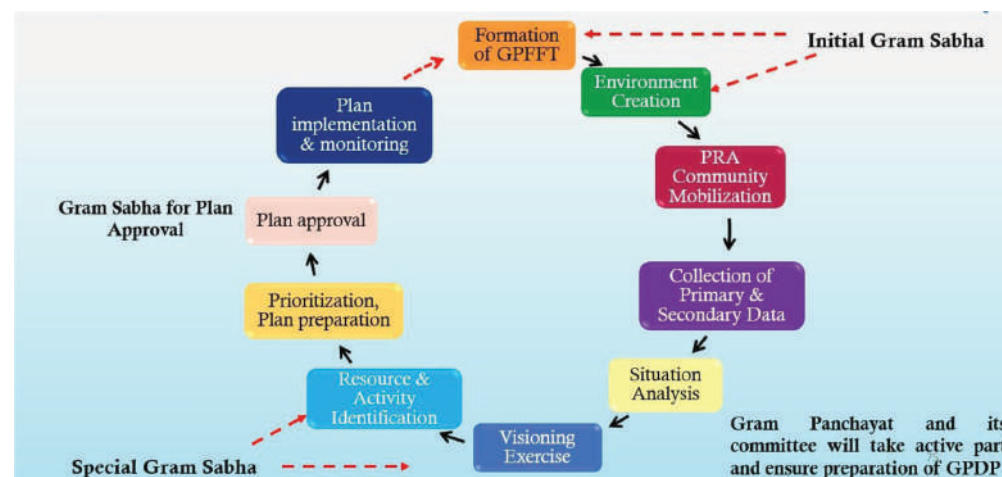 Formation
of GPFFT
Initial Gram Sabha
Environment
Creation
Plan
implementation
& monitoring
PRA
Community
Mobilization
Gram Sabha for Plan
Approval
Plan approval
Collection of
Primary &
Secondary Data
Prioritization,
Plan preparation
Situation
Analysis
Resource &
Activity
Identification
Visioning
Exercise
Special Gram Sabha
Gram Panchayat and its
committee will take active part
and ensure preparation of GPDP